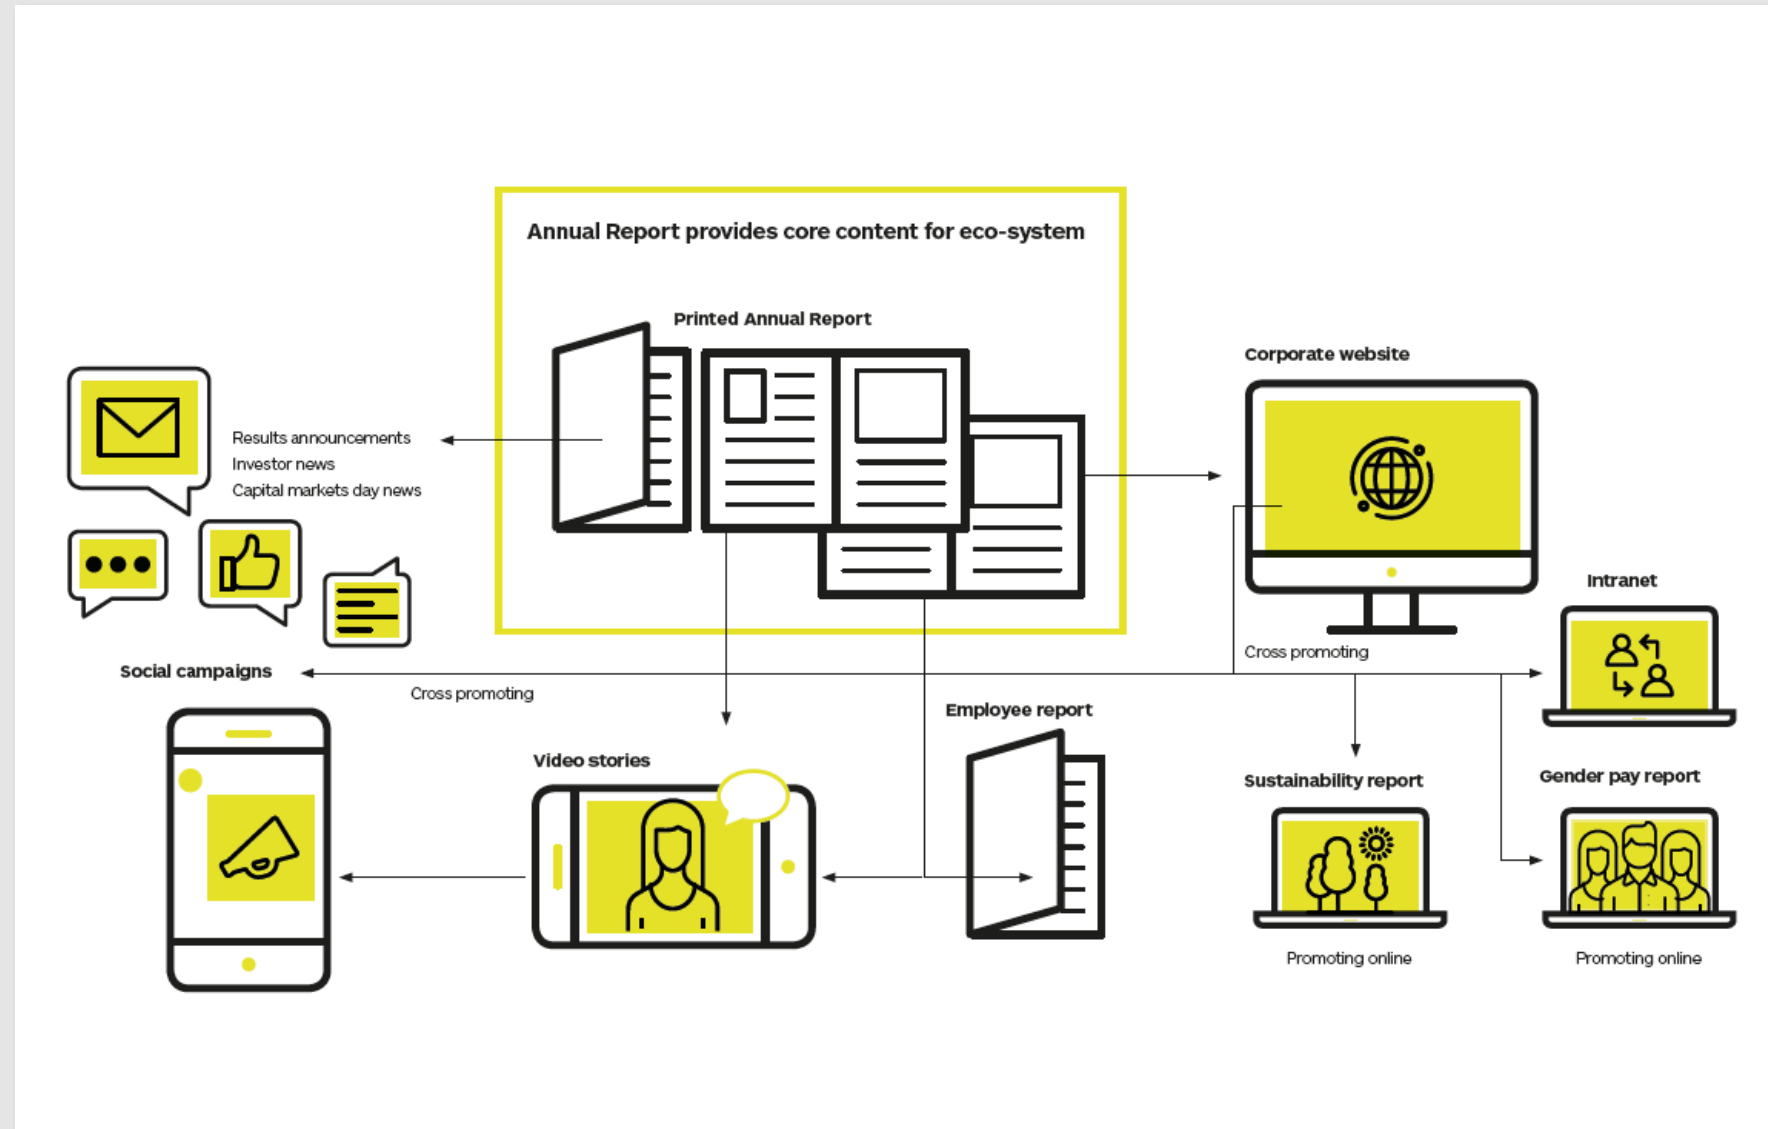 Annual Report provides core content for eco-system
Printed Annual Report
Corporate website
Results announcements
Investor news
Capital markets day news
Intranet
Cross promoting
Social campaigns
Cross promoting
Employee report
Video stories
Sustainability report
Gender pay report
Promoting online
Promoting online